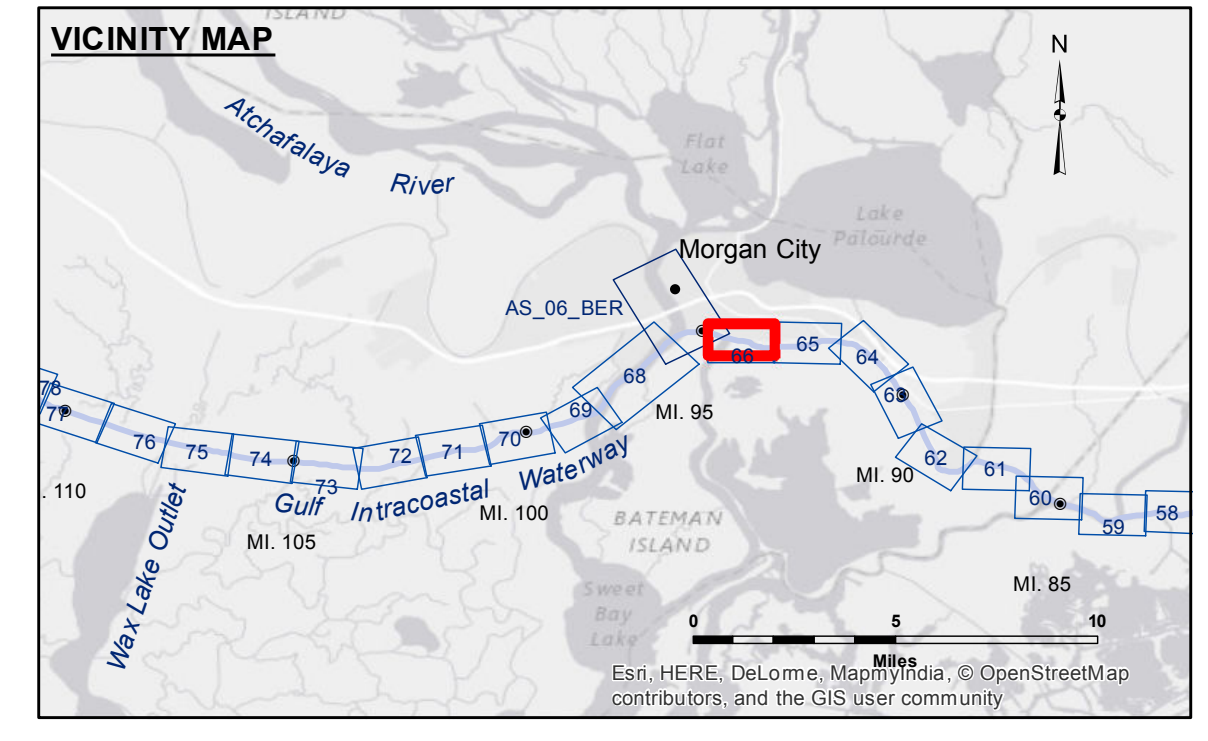 ISLAND
VICINITY MAP
N
Atchafalaya
River
Flat
Lake
Lake
Palourde
Morgan City
AS_06_BER
66
65
64
63
68
MI. 95
69
78
77
76
75
74
73
72
71
70
62
61
60
59
58
MI. 90
. 110
Wax Lake Outlet
Gulf Intracoastal Waterway
MI. 105
MI. 100
BATEMAN
ISLAND
Sweet
Bay
Lake
MI. 85
0 5 10
Miles
Esri, HERE, DeLorme, MapmyIndia, © OpenStreetMap
contributors, and the GIS user community